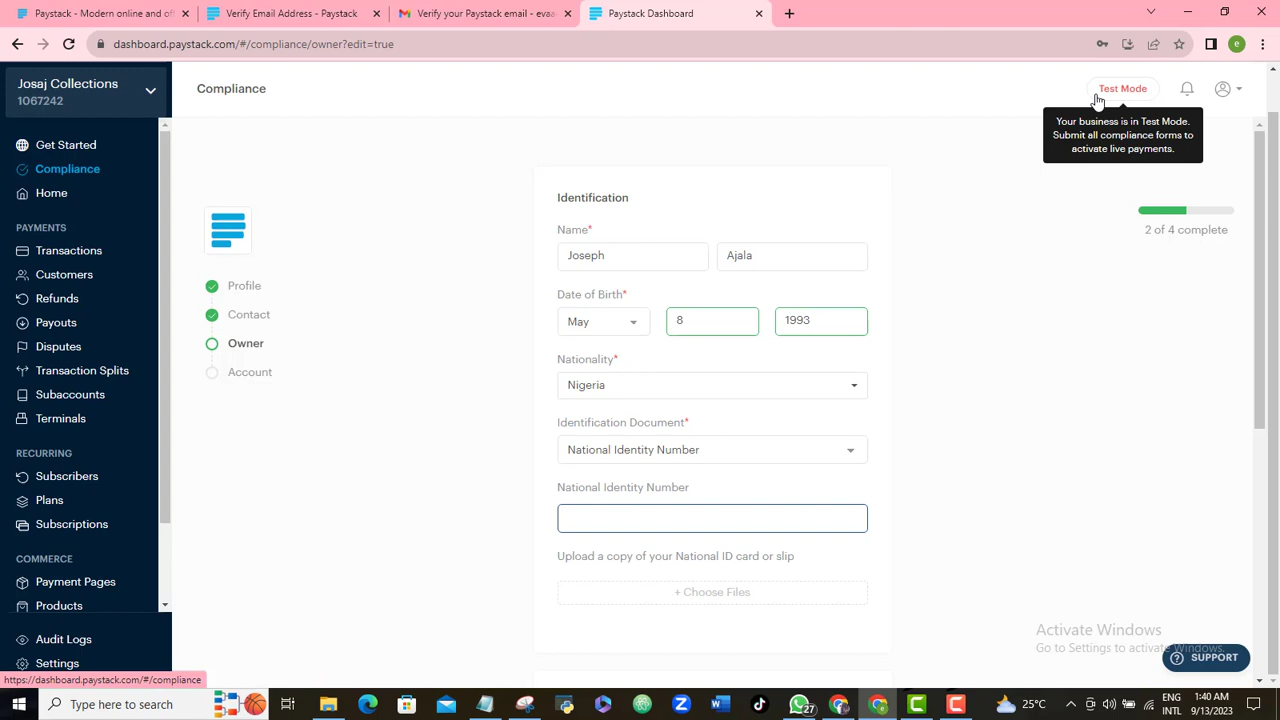 Paystack - Modern online and off
Verify Email Address - Paystack
Verify your Paystack email - evaa
Paystack Dashboard
dashboard.paystack.com/#/compliance/owner?edit=true
e
Josaj Collections
1067242
Compliance
Test Mode
Your business is in Test Mode.
Submit all compliance forms to
activate live payments.
Get Started
Compliance
Home
PAYMENTS
Transactions
Customers
Refunds
Payouts
Disputes
Transaction Splits
Subaccounts
Terminals
RECURRING
Subscribers
Plans
Subscriptions
COMMERCE
Payment Pages
Products
Audit Logs
Settings
Profile
Contact
Owner
Account
Identification
Name*
Joseph Ajala
Date of Birth*
May 8 1993
Nationality*
Nigeria
Identification Document*
National Identity Number
National Identity Number
Upload a copy of your National ID card or slip
+ Choose Files
2 of 4 complete
Activate Windows
Go to Settings to activate Windows.
SUPPORT
https://dashboard.paystack.com/#/compliance
Type here to search
27
25°C
ENG
INTL
1:40 AM
9/13/2023